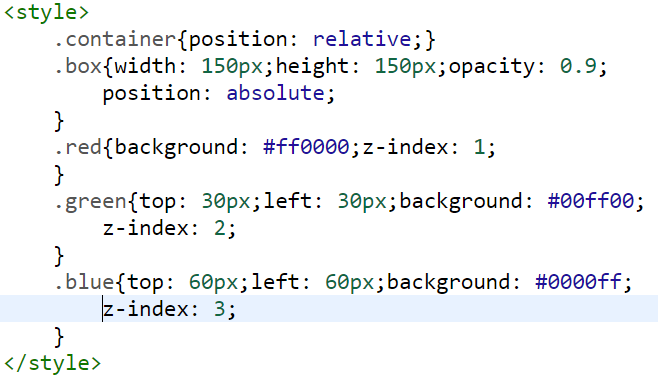 <style>
    .container{position: relative;}
    .box{width: 150px;height: 150px;opacity: 0.9;
        position: absolute;
    }
    .red{background: #ff0000;z-index: 1;
    }
    .green{top: 30px;left: 30px;background: #00ff00;
        z-index: 2;
    }
    .blue{top: 60px;left: 60px;background: #0000ff;
        z-index: 3;
    }
</style>